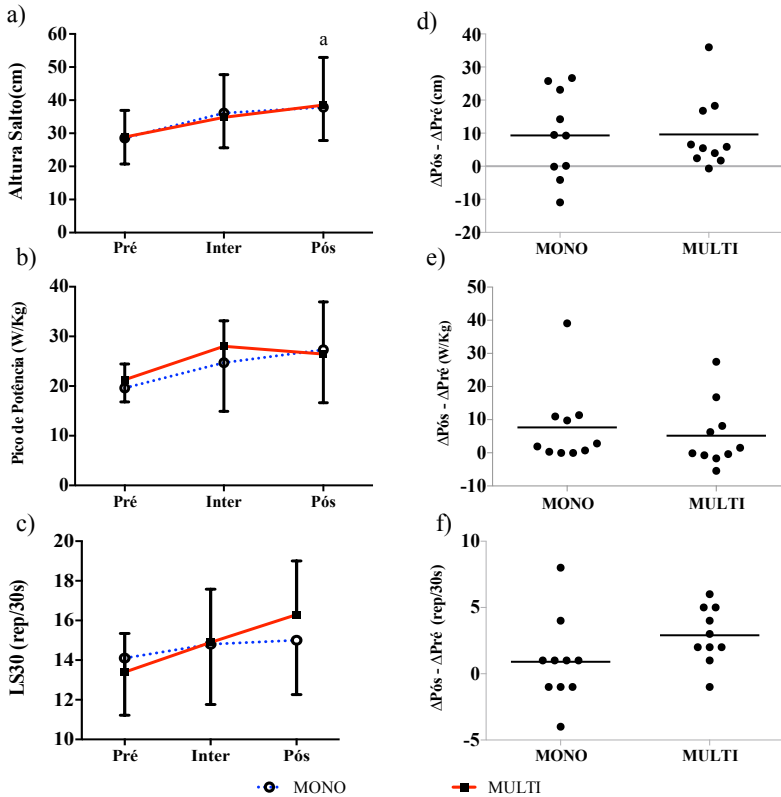 a)
Altura Salto(cm)
60
50
40
30
20
10
0
a
Pré Inter Pós
b)
Pico de Potência (W/Kg)
40
30
20
10
0
Pré Inter Pós
c)
LS30 (rep/30s)
20
18
16
14
12
10
Pré Inter Pós
d)
ΔPós - ΔPré (cm)
40
30
20
10
0
-10
-20
MONO MULTI
e)
ΔPós - ΔPré (W/Kg)
50
40
30
20
10
0
-10
MONO MULTI
f)
ΔPós - ΔPré (rep/30s)
10
5
0
-5
MONO MULTI
MONO MULTI